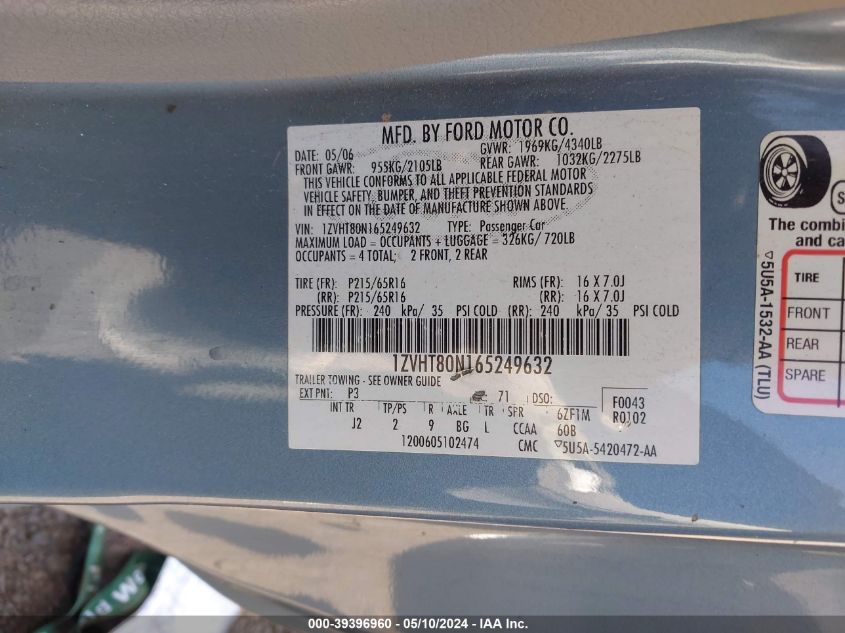 MFD. BY FORD MOTOR CO.
DATE: 05/06 GVWR: 1969KG/4340LB
FRONT GAWR: 955KG/2105LB REAR GAWR: 1032KG/2275LB
THIS VEHICLE CONFORMS TO ALL APPLICABLE FEDERAL MOTOR
VEHICLE SAFETY, BUMPER, AND THEFT PREVENTION STANDARDS
IN EFFECT ON THE DATE OF MANUFACTURE SHOWN ABOVE.
VIN: 1ZVHT80N165249632 TYPE: Passenger Car
MAXIMUM LOAD = OCCUPANTS + LUGGAGE = 326KG/ 720LB
OCCUPANTS = 4 TOTAL; 2 FRONT, 2 REAR
TIRE (FR): P215/65R16 RIMS (FR): 16 X 7.0J
(RR): P215/65R16 (RR): 16 X 7.0J
PRESSURE (FR): 240 kPa/ 35 PSI COLD (RR): 240 kPa/ 35 PSI COLD
1ZVHT80N165249632
TRAILER TOWING - SEE OWNER GUIDE
EXT PNT: P3 71 DSO: F0043
INT TR TP/PS R AXLE TR SPR 6ZF1M R0102
J2 2 9 BG L CCAA 60B
1200605102474 CMC ▽5U5A-5420472-AA
The combi
and ca
TIRE
FRONT
REAR
SPARE
▽5U5A-1532-AA (TLU)
000-39396960 - 05/10/2024 - IAA Inc.